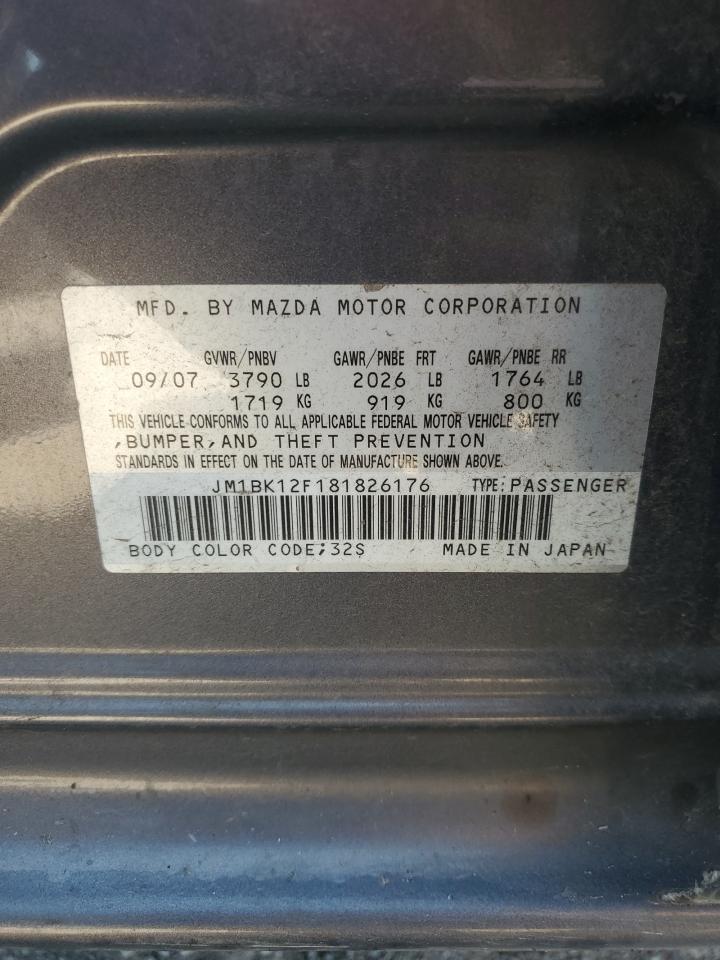 MFD. BY MAZDA MOTOR CORPORATION
DATE GVWR/PNBV GAWR/PNBE FRT GAWR/PNBE RR
09/07 3790 LB 2026 LB 1764 LB
1719 KG 919 KG 800 KG
THIS VEHICLE CONFORMS TO ALL APPLICABLE FEDERAL MOTOR VEHICLE SAFETY
,BUMPER,AND THEFT PREVENTION
STANDARDS IN EFFECT ON THE DATE OF MANUFACTURE SHOWN ABOVE.
JM1BK12F181826176 TYPE:PASSENGER
BODY COLOR CODE;32S MADE IN JAPAN